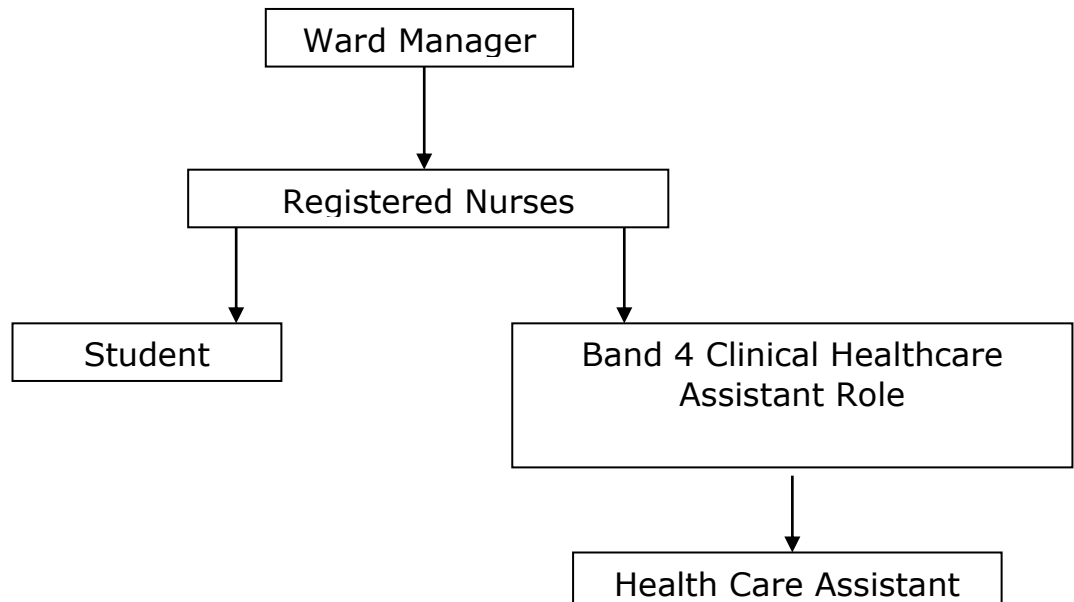 Ward Manager
Registered Nurses
Student
Band 4 Clinical Healthcare
Assistant Role
Health Care Assistant